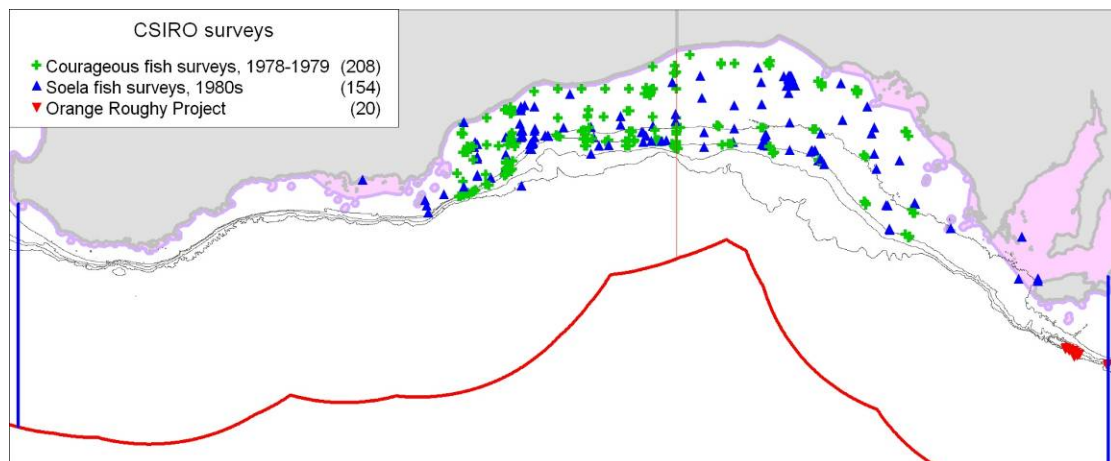 CSIRO surveys
Courageous fish surveys, 1978-1979 (208)
Soela fish surveys, 1980s (154)
Orange Roughy Project (20)